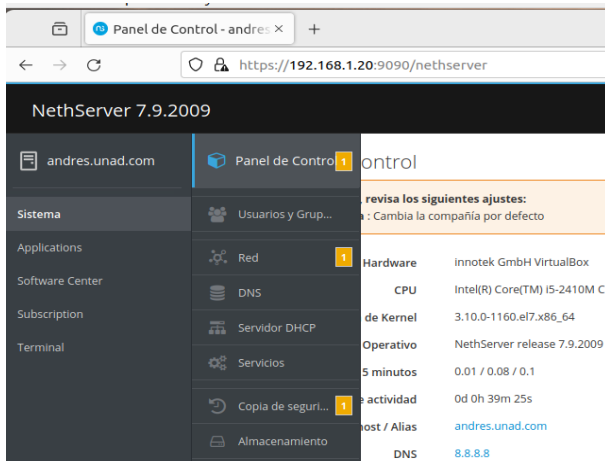 Panel de Control - andres ×
+
https://192.168.1.20:9090/nethserver
NethServer 7.9.2009
andres.unad.com
Sistema
Applications
Software Center
Subscription
Terminal
Panel de Contro 1
Usuarios y Grup...
Red 1
DNS
Servidor DHCP
Servicios
Copia de seguri... 1
Almacenamiento
ontrol
revisa los siguientes ajustes:
: Cambia la compañía por defecto
Hardware innotek GmbH VirtualBox
CPU Intel(R) Core(TM) i5-2410M C
de Kernel 3.10.0-1160.el7.x86_64
Operativo NethServer release 7.9.2009
5 minutos 0.01 / 0.08 / 0.1
actividad 0d 0h 39m 25s
ost / Alias andres.unad.com
DNS 8.8.8.8